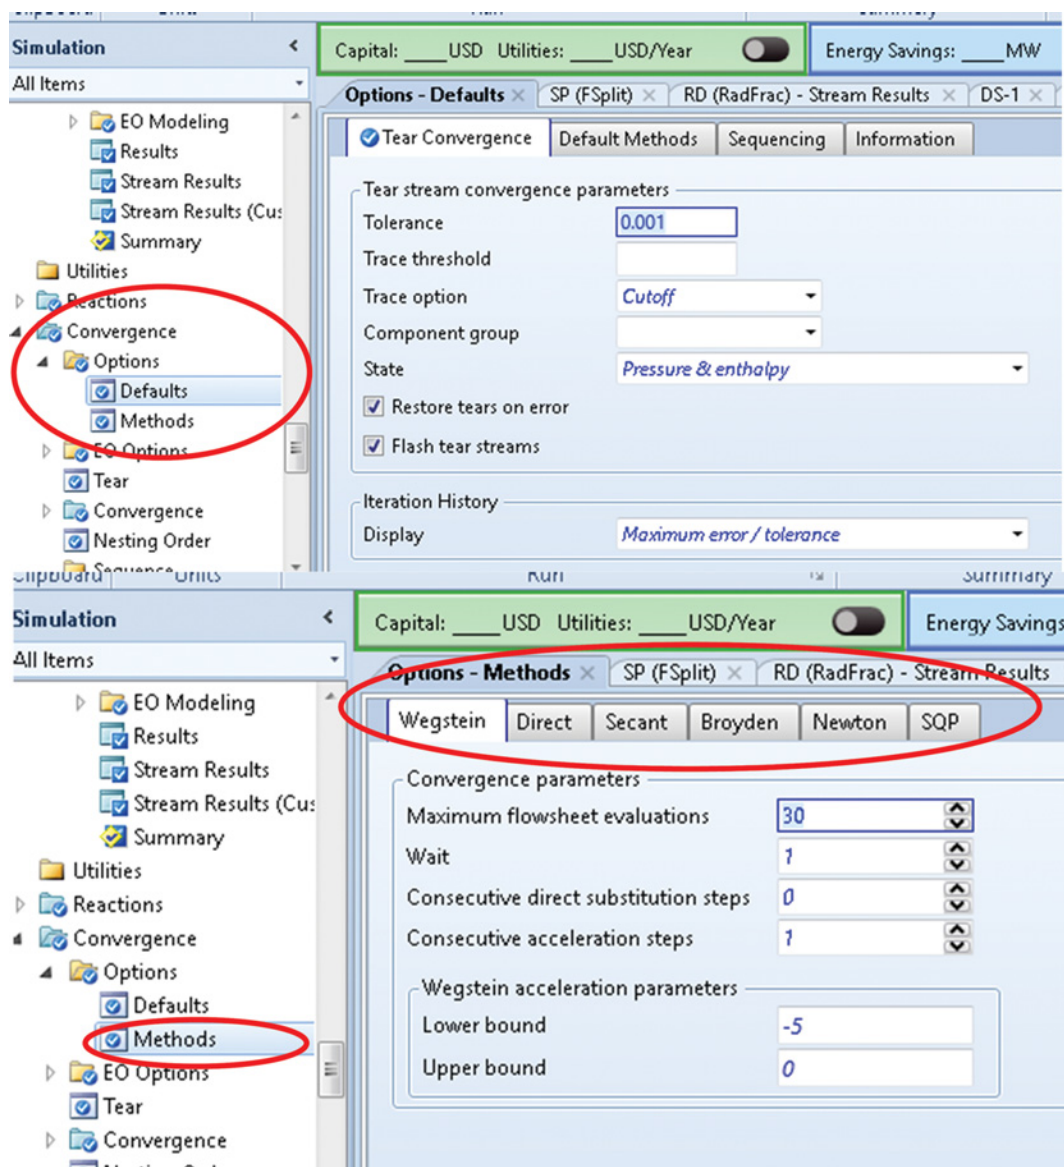 Clipboard Units Run Summary
Simulation <
Capital: ____USD Utilities: ____USD/Year
Energy Savings: ____MW
All Items
Options - Defaults × SP (FSplit) × RD (RadFrac) - Stream Results × DS-1 ×
EO Modeling
Results
Stream Results
Stream Results (Cus
Summary
Utilities
Reactions
Convergence
Options
Defaults
Methods
EO Options
Tear
Convergence
Nesting Order
Sequence
Tear Convergence Default Methods Sequencing Information
Tear stream convergence parameters
Tolerance 0.001
Trace threshold
Trace option Cutoff
Component group
State Pressure & enthalpy
Restore tears on error
Flash tear streams
Iteration History
Display Maximum error / tolerance
Clipboard Units Run Summary
Simulation <
Capital: ____USD Utilities: ____USD/Year
Energy Savings
All Items
Options - Methods × SP (FSplit) × RD (RadFrac) - Stream Results
EO Modeling
Results
Stream Results
Stream Results (Cus
Summary
Utilities
Reactions
Convergence
Options
Defaults
Methods
EO Options
Tear
Convergence
Wegstein Direct Secant Broyden Newton SQP
Convergence parameters
Maximum flowsheet evaluations 30
Wait 1
Consecutive direct substitution steps 0
Consecutive acceleration steps 1
Wegstein acceleration parameters
Lower bound -5
Upper bound 0